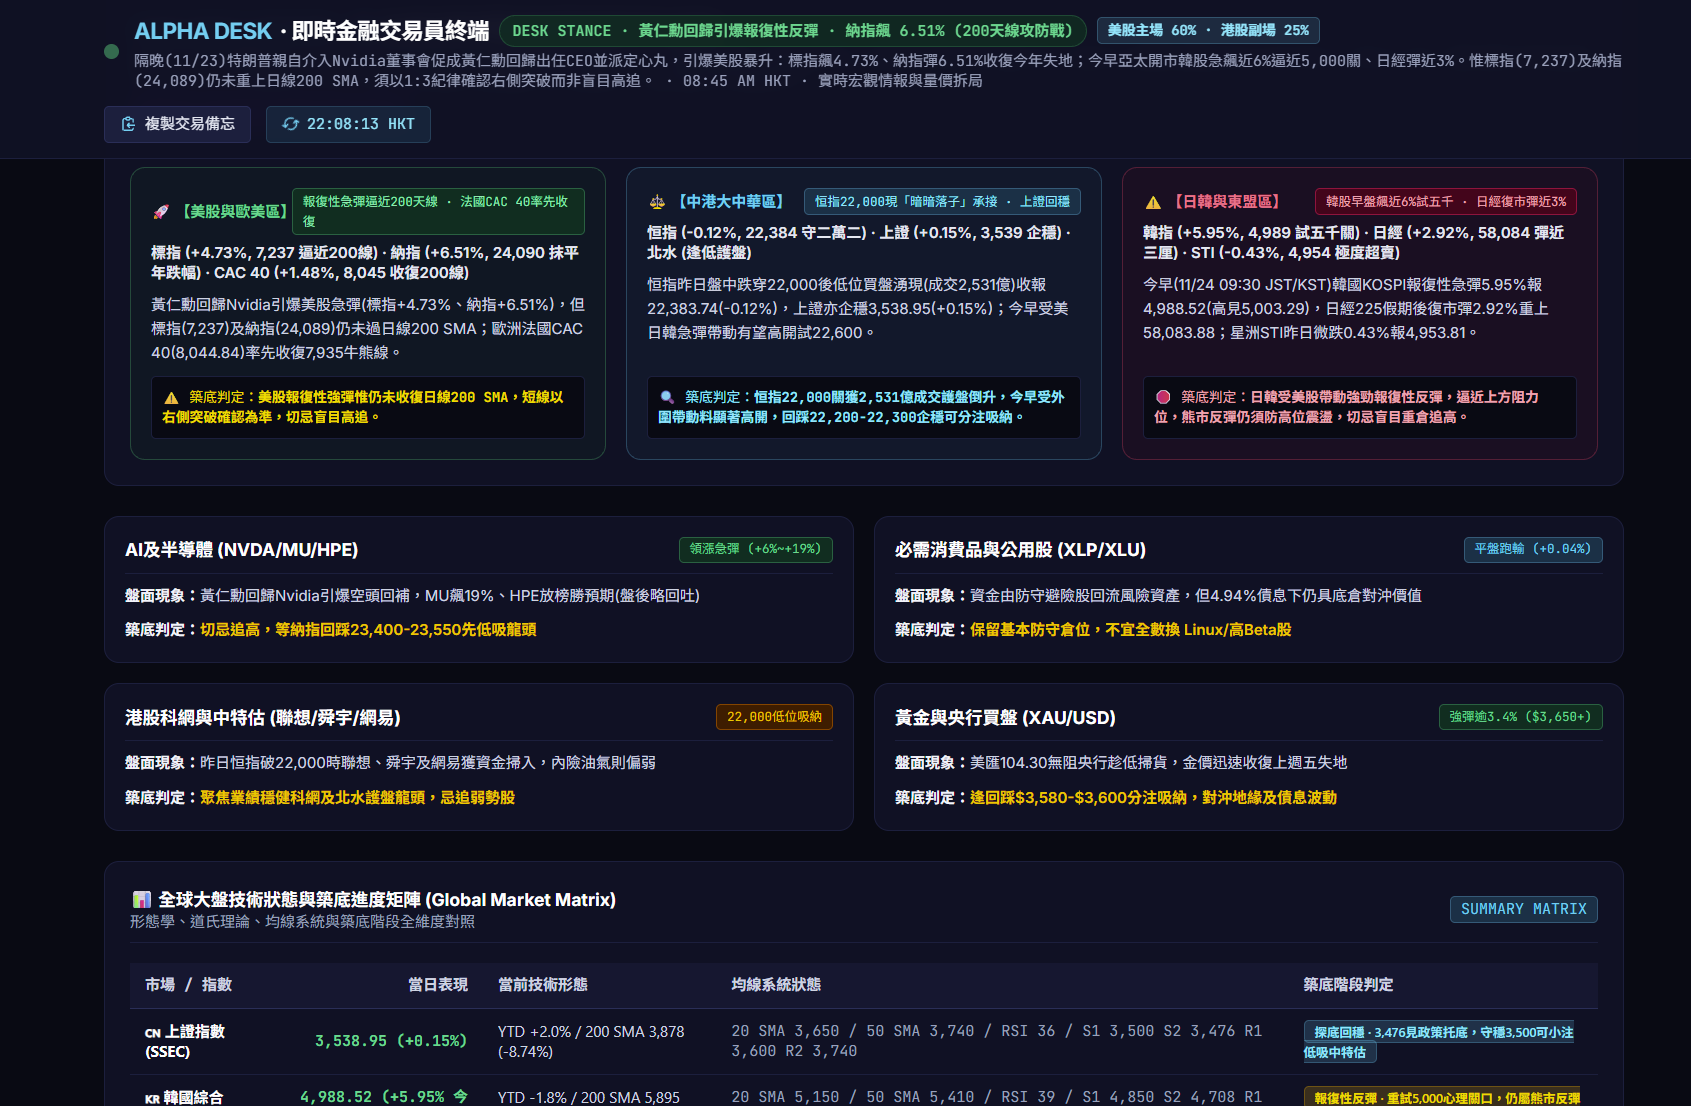 ALPHA DESK · 即時金融交易員終端
DESK STANCE · 黃仁勳回歸引爆報復性反彈 · 納指飆 6.51% (200天線攻防戰)
美股主場 60% · 港股副場 25%
隔晚(11/23)特朗普親自介入Nvidia董事會促成黃仁勳回歸出任CEO並派定心丸，引爆美股暴升：標指飆4.73%、納指彈6.51%收復今年失地；今早亞太開市韓股急飆近6%逼近5,000關、日經彈近3%。惟標指(7,237)及納指
(24,089)仍未重上日線200 SMA，須以1:3紀律確認右側突破而非盲目高追。 · 08:45 AM HKT · 實時宏觀情報與量價拆局
複製交易備忘
22:08:13 HKT
【美股與歐美區】
報復性急彈逼近200天線 · 法國CAC 40率先收
復
標指 (+4.73%, 7,237 逼近200線) · 納指 (+6.51%, 24,090 抹平
年跌幅) · CAC 40 (+1.48%, 8,045 收復200線)
黃仁勳回歸Nvidia引爆美股急彈(標指+4.73%、納指+6.51%)，但
標指(7,237)及納指(24,089)仍未過日線200 SMA；歐洲法國CAC
40(8,044.84)率先收復7,935牛熊線。
築底判定：美股報復性強彈惟仍未收復日線200 SMA，短線以
右側突破確認為準，切忌盲目高追。
【中港大中華區】
恒指22,000現「暗暗落子」承接 · 上證回穩
恒指 (-0.12%, 22,384 守二萬二) · 上證 (+0.15%, 3,539 企穩) ·
北水 (逢低護盤)
恒指昨日盤中跌穿22,000後低位買盤湧現(成交2,531億)收報
22,383.74(-0.12%)，上證亦企穩3,538.95(+0.15%)；今早受美
日韓急彈帶動有望高開試22,600。
築底判定：恒指22,000關獲2,531億成交護盤倒升，今早受外
圍帶動料顯著高開，回踩22,200-22,300企穩可分注吸納。
【日韓與東盟區】
韓股早盤飆近6%試五千 · 日經復市彈近3%
韓指 (+5.95%, 4,989 試五千關) · 日經 (+2.92%, 58,084 彈近
三厘) · STI (-0.43%, 4,954 極度超賣)
今早(11/24 09:30 JST/KST)韓國KOSPI報復性急彈5.95%報
4,988.52(高見5,003.29)，日經225假期後復市彈2.92%重上
58,083.88；星洲STI昨日微跌0.43%報4,953.81。
築底判定：日韓受美股帶動強勁報復性反彈，逼近上方阻力
位，熊市反彈仍須防高位震盪，切忌盲目重倉追高。
AI及半導體 (NVDA/MU/HPE)
領漲急彈 (+6%~+19%)
盤面現象：黃仁勳回歸Nvidia引爆空頭回補，MU飆19%、HPE放榜勝預期(盤後略回吐)
築底判定：切忌追高，等納指回踩23,400-23,550先低吸龍頭
必需消費品與公用股 (XLP/XLU)
平盤跑輸 (+0.04%)
盤面現象：資金由防守避險股回流風險資產，但4.94%債息下仍具底倉對沖價值
築底判定：保留基本防守倉位，不宜全數換 Linux/高Beta股
港股科網與中特估 (聯想/舜宇/網易)
22,000低位吸納
盤面現象：昨日恒指破22,000時聯想、舜宇及網易獲資金掃入，內險油氣則偏弱
築底判定：聚焦業績穩健科網及北水護盤龍頭，忌追弱勢股
黃金與央行買盤 (XAU/USD)
強彈逾3.4% ($3,650+)
盤面現象：美匯104.30無阻央行趁低掃貨，金價迅速收復上週五失地
築底判定：逢回踩$3,580-$3,600分注吸納，對沖地緣及債息波動
全球大盤技術狀態與築底進度矩陣 (Global Market Matrix)
形態學、道氏理論、均線系統與築底階段全維度對照
SUMMARY MATRIX
市場 / 指數
當日表現
當前技術形態
均線系統狀態
築底階段判定
CN 上證指數
(SSEC)
3,538.95 (+0.15%)
YTD +2.0% / 200 SMA 3,878
(-8.74%)
20 SMA 3,650 / 50 SMA 3,740 / RSI 36 / S1 3,500 S2 3,476 R1
3,600 R2 3,740
探底回穩 · 3,476見政策托底，守穩3,500可小注
低吸中特估
KR 韓國綜合
4,988.52 (+5.95% 今
YTD -1.8% / 200 SMA 5,895
20 SMA 5,150 / 50 SMA 5,410 / RSI 39 / S1 4,850 S2 4,708 R1
報復性反彈 · 重試5,000心理關口，仍屬熊市反彈